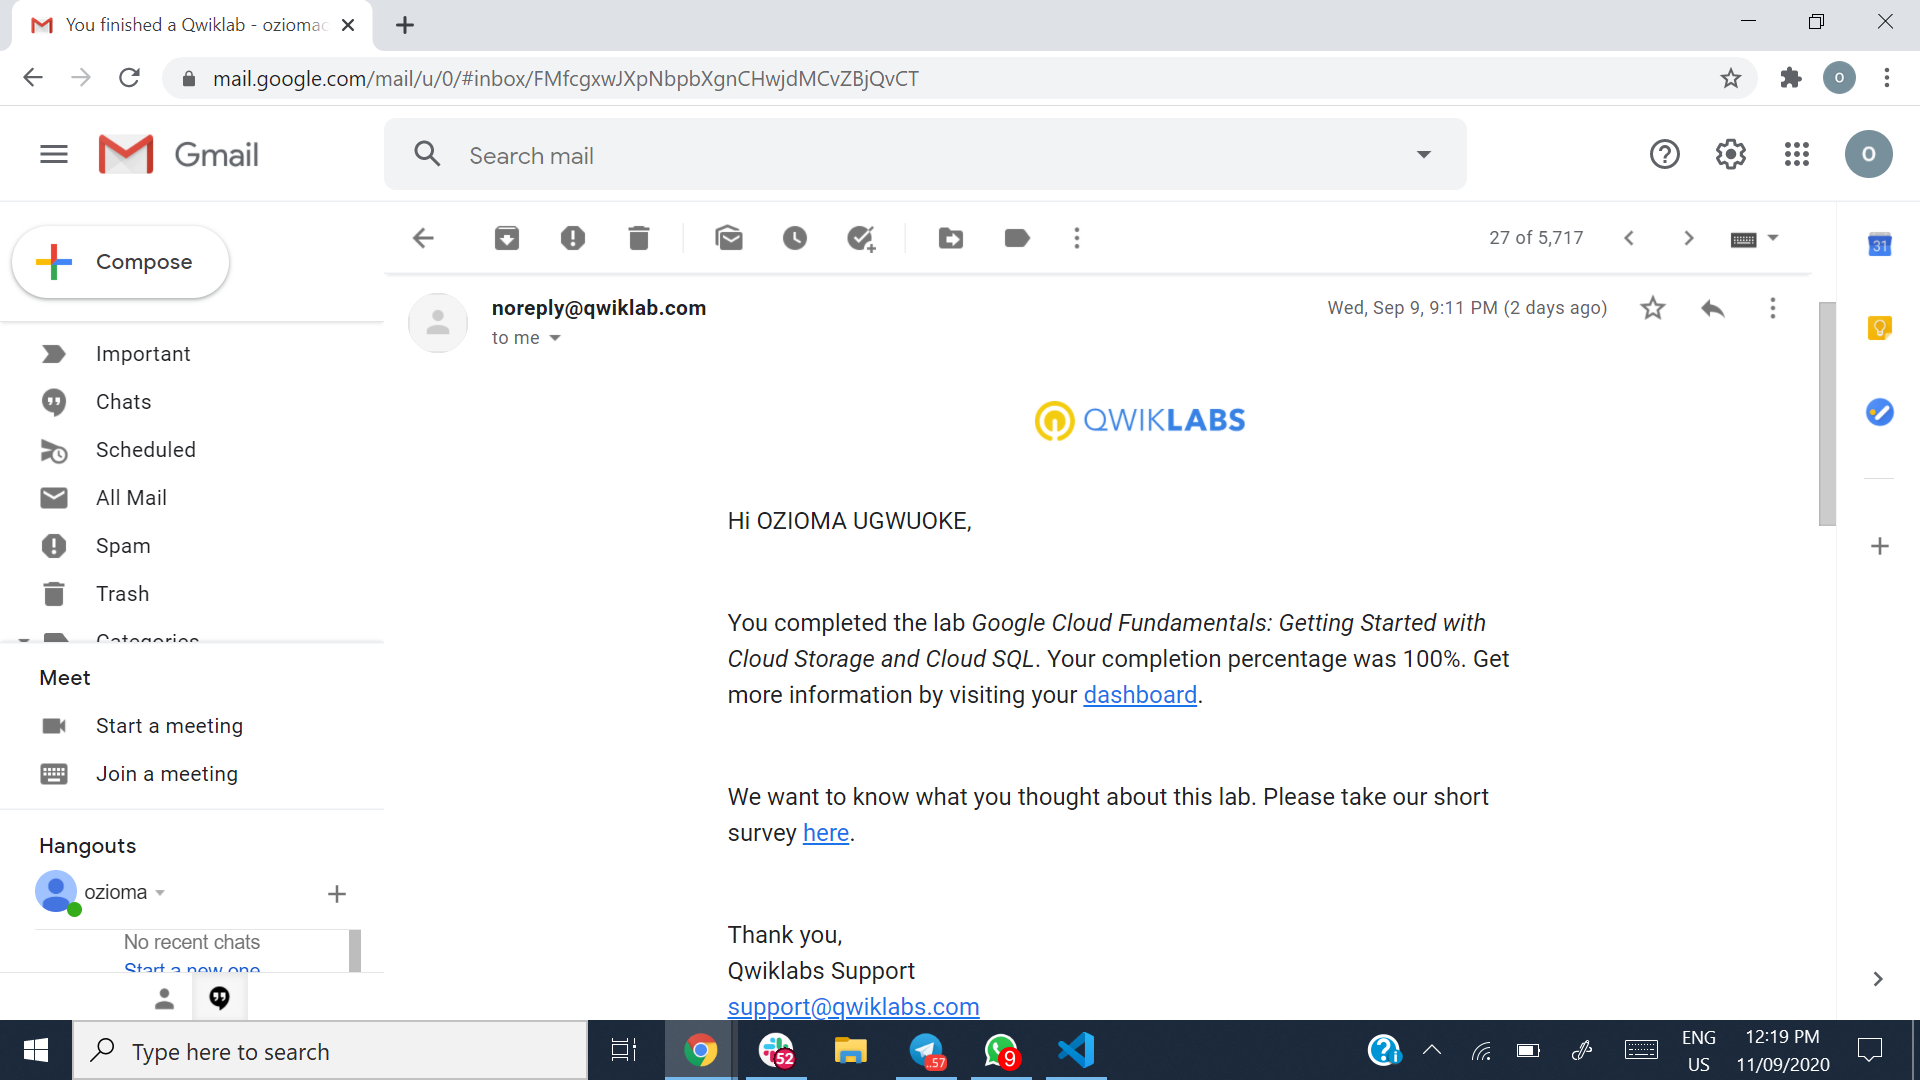 You finished a Qwiklab - oziomac
mail.google.com/mail/u/0/#inbox/FMfcgxwJXpNbpbXgnCHwjdMCvZBjQvCT
O
Gmail
Search mail
O
Compose
27 of 5,717
31
noreply@qwiklab.com
Wed, Sep 9, 9:11 PM (2 days ago)
to me
Important
Chats
Scheduled
All Mail
Spam
Trash
Categories
QWIKLABS
Hi OZIOMA UGWUOKE,
You completed the lab Google Cloud Fundamentals: Getting Started with
Cloud Storage and Cloud SQL. Your completion percentage was 100%. Get
more information by visiting your dashboard.
We want to know what you thought about this lab. Please take our short
survey here.
Thank you,
Qwiklabs Support
support@qwiklabs.com
Meet
Start a meeting
Join a meeting
Hangouts
ozioma
No recent chats
Start a new one
Type here to search
52
..57
9
ENG
US
12:19 PM
11/09/2020